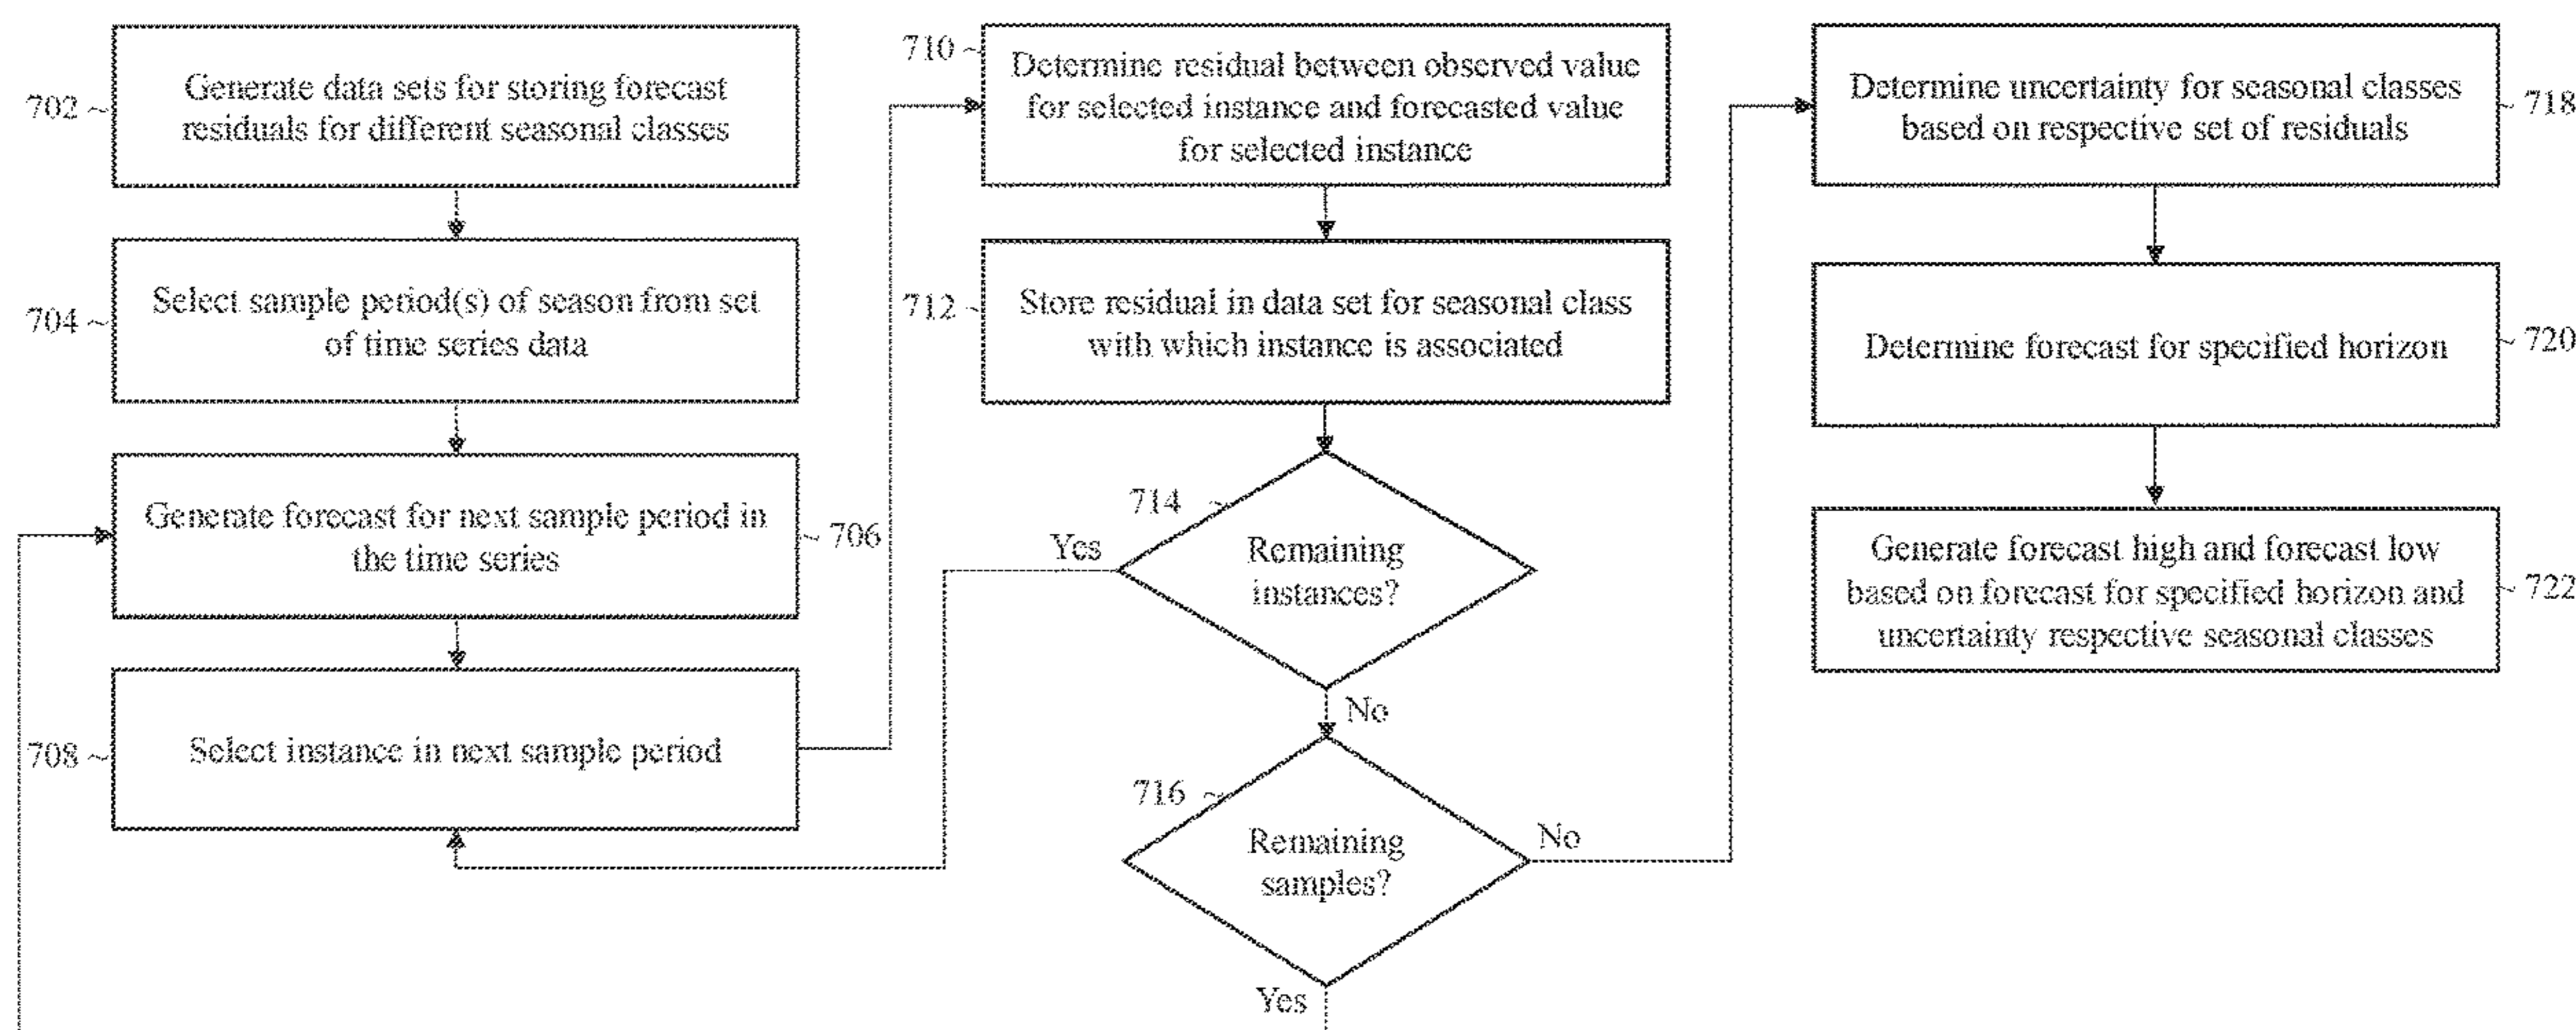 702
Generate data sets for storing forecast
residuals for different seasonal classes
704
Select sample period(s) of season from set
of time series data
Generate forecast for next sample period in
the time series
706
708
Select instance in next sample period
710
Determine residual between observed value
for selected instance and forecasted value
for selected instance
712
Store residual in data set for seasonal class
with which instance is associated
714
Remaining
instances?
Yes
No
716
Remaining
samples?
No
Yes
Determine uncertainty for seasonal classes
based on respective set of residuals
718
Determine forecast for specified horizon
720
Generate forecast high and forecast low
based on forecast for specified horizon and
uncertainty respective seasonal classes
722